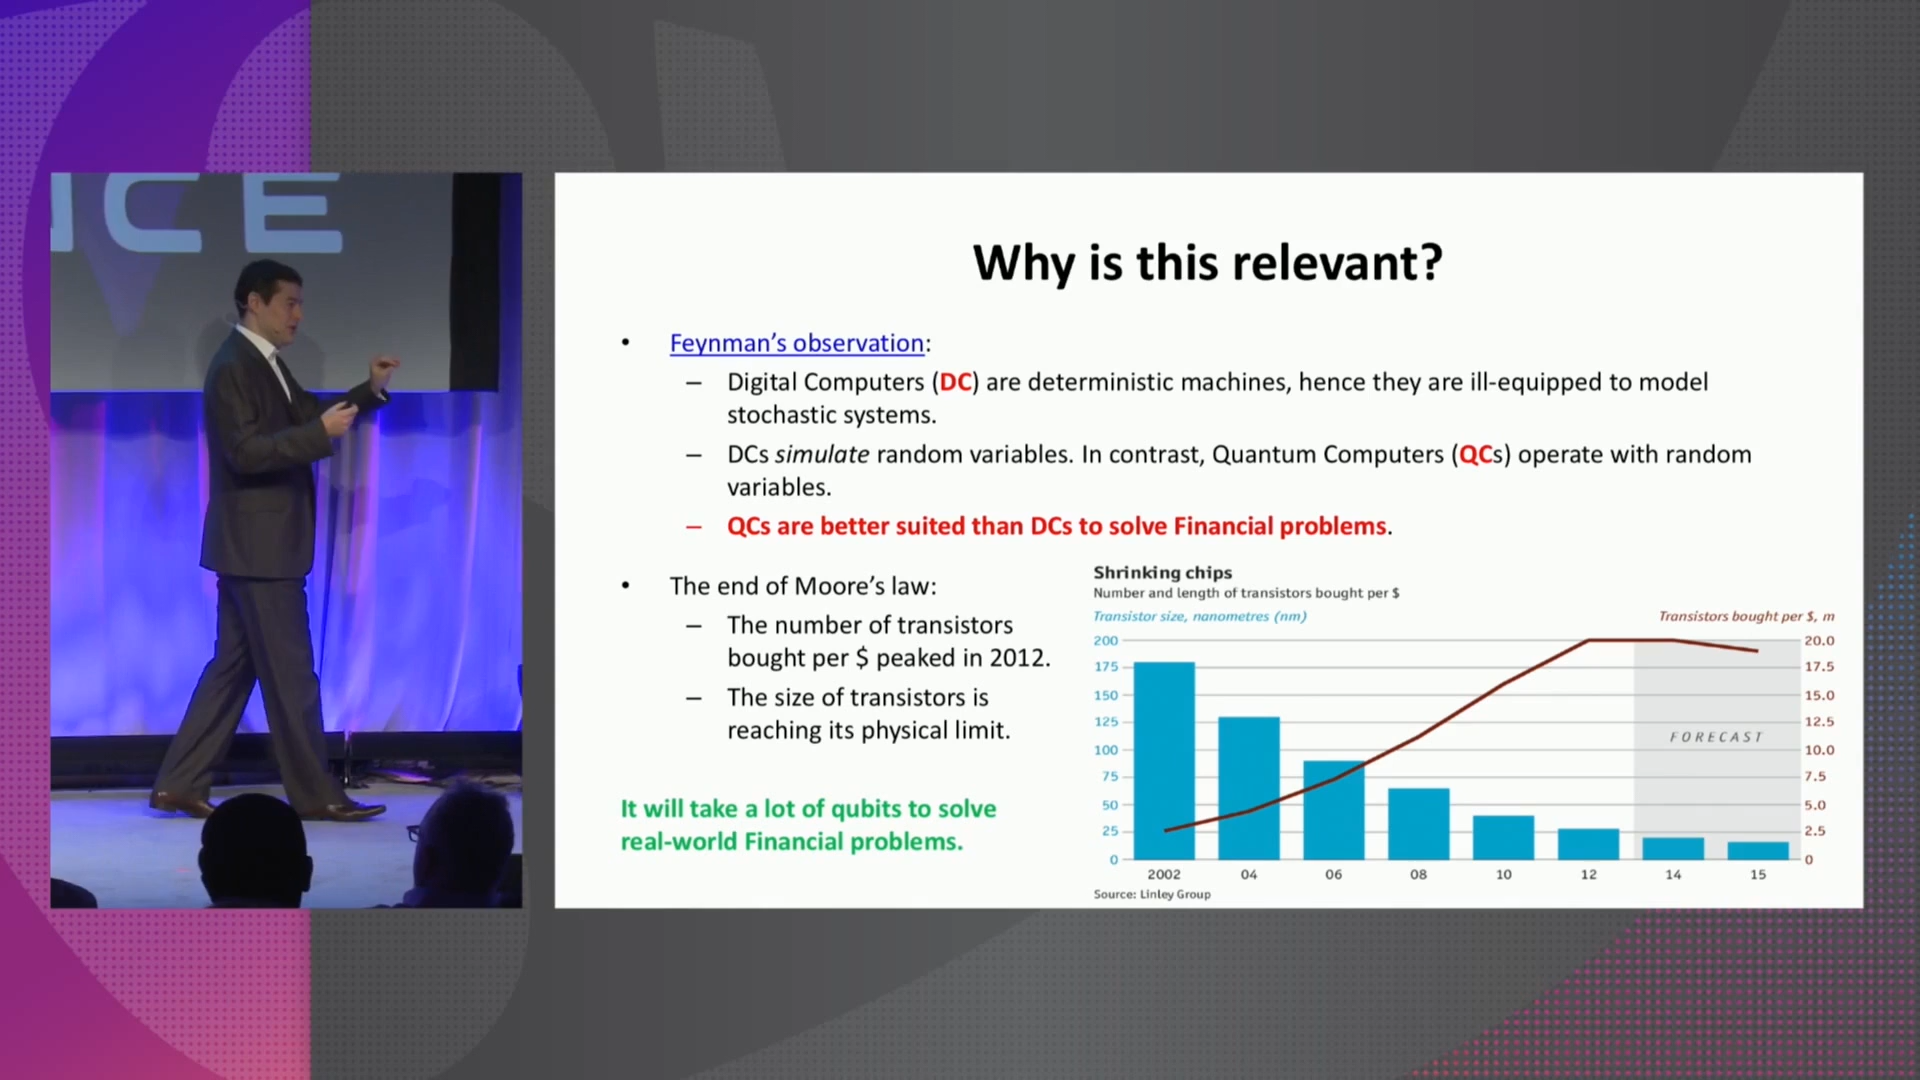 ICE
Why is this relevant?
• Feynman's observation:
– Digital Computers (DC) are deterministic machines, hence they are ill-equipped to model
stochastic systems.
– DCs simulate random variables. In contrast, Quantum Computers (QCs) operate with random
variables.
– QCs are better suited than DCs to solve Financial problems.
• The end of Moore's law:
– The number of transistors
bought per $ peaked in 2012.
– The size of transistors is
reaching its physical limit.
It will take a lot of qubits to solve
real-world Financial problems.
Shrinking chips
Number and length of transistors bought per $
Transistor size, nanometres (nm) Transistors bought per $, m
200 20.0
175 17.5
150 15.0
125 12.5
FORECAST
100 10.0
75 7.5
50 5.0
25 2.5
0 0
2002 04 06 08 10 12 14 15
Source: Linley Group